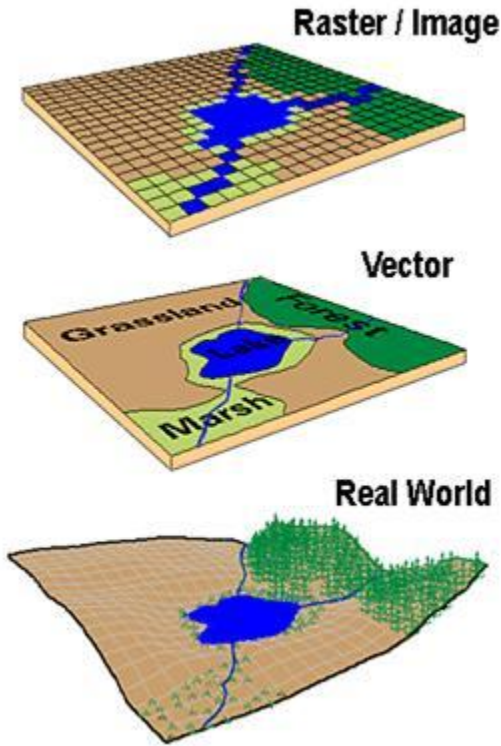 Raster / Image
Vector
Grassland
Forest
Lake
Marsh
Real World